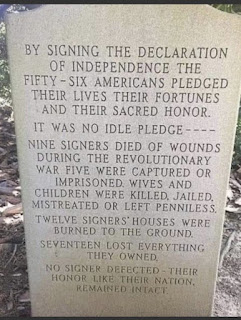 BY SIGNING THE DECLARATION
OF INDEPENDENCE THE
FIFTY-SIX AMERICANS PLEDGED
THEIR LIVES THEIR FORTUNES
AND THEIR SACRED HONOR.
IT WAS NO IDLE PLEDGE----
NINE SIGNERS DIED OF WOUNDS
DURING THE REVOLUTIONARY
WAR FIVE WERE CAPTURED OR
IMPRISONED. WIVES AND
CHILDREN WERE KILLED, JAILED,
MISTREATED OR LEFT PENNILESS.
TWELVE SIGNERS' HOUSES WERE
BURNED TO THE GROUND.
SEVENTEEN LOST EVERYTHING
THEY OWNED.
NO SIGNER DEFECTED-THEIR
HONOR LIKE THEIR NATION,
REMAINED INTACT